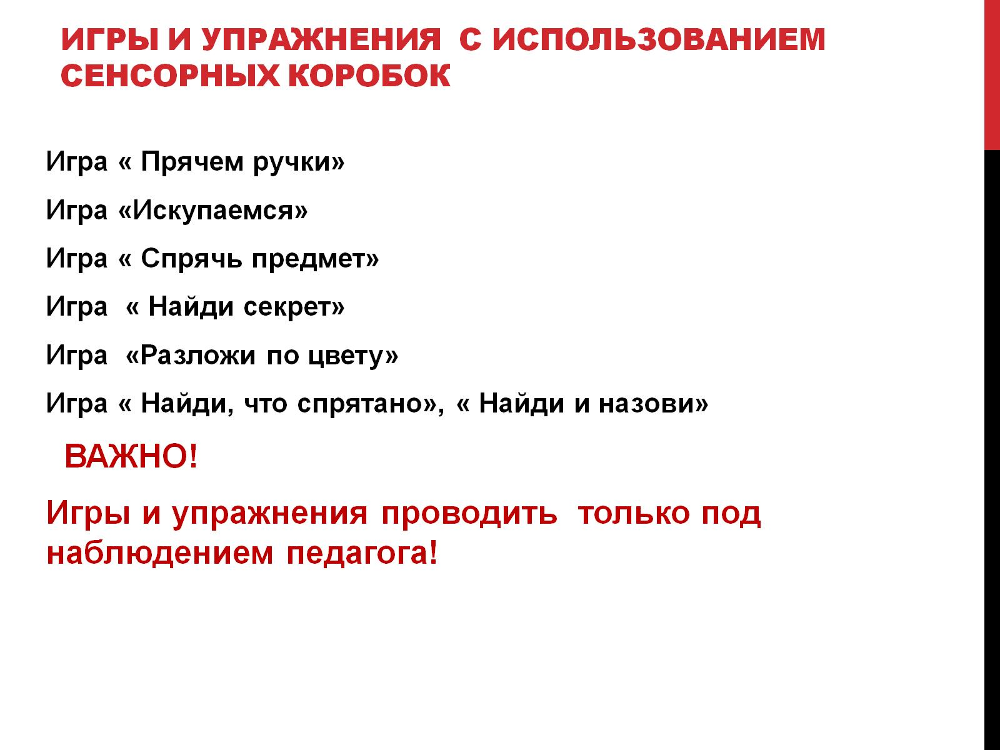 ИГРЫ И УПРАЖНЕНИЯ С ИСПОЛЬЗОВАНИЕМ
СЕНСОРНЫХ КОРОБОК
Игра « Прячем ручки»
Игра «Искупаемся»
Игра « Спрячь предмет»
Игра « Найди секрет»
Игра «Разложи по цвету»
Игра « Найди, что спрятано», « Найди и назови»
ВАЖНО!
Игры и упражнения проводить только под
наблюдением педагога!